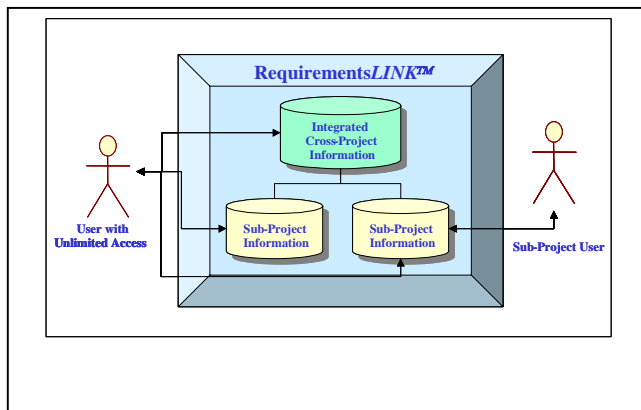 RequirementsLINK™
Integrated
Cross-Project
Information
Sub-Project
Information
Sub-Project
Information
User with
Unlimited Access
Sub-Project User